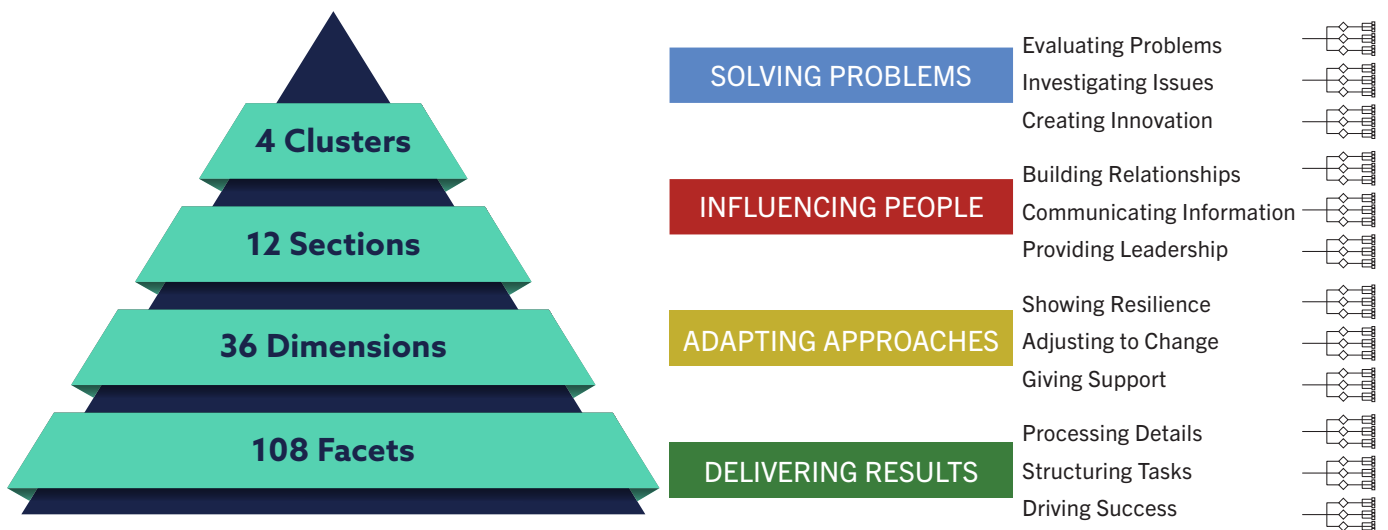 4 Clusters
12 Sections
36 Dimensions
108 Facets
SOLVING PROBLEMS
Evaluating Problems
Investigating Issues
Creating Innovation
INFLUENCING PEOPLE
Building Relationships
Communicating Information
Providing Leadership
ADAPTING APPROACHES
Showing Resilience
Adjusting to Change
Giving Support
DELIVERING RESULTS
Processing Details
Structuring Tasks
Driving Success